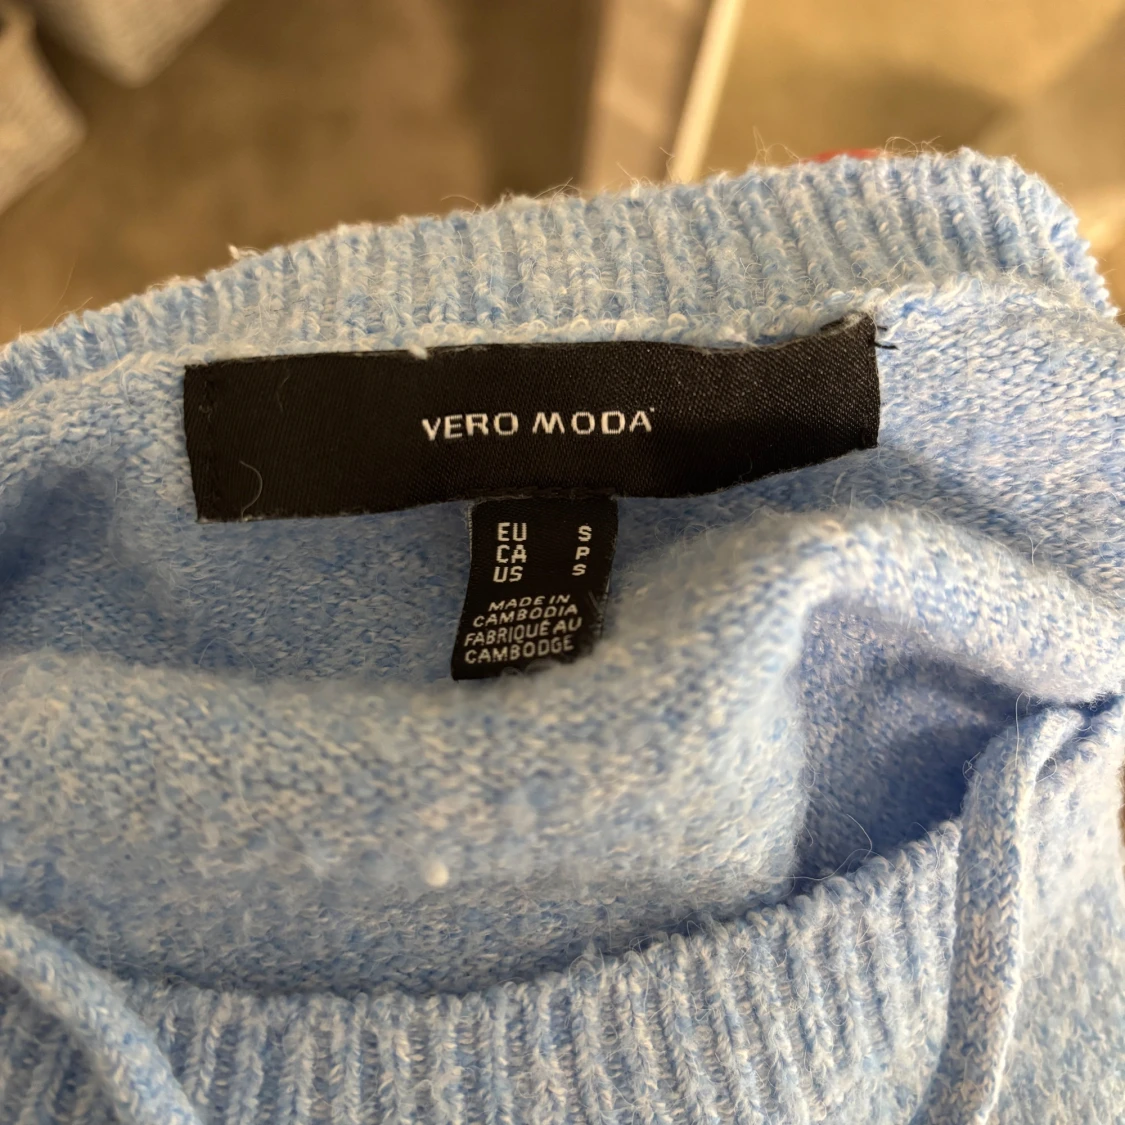 VERO MODA
EU S
CA P
US S
MADE IN
CAMBODIA
FABRIQUÉ AU
CAMBODGE